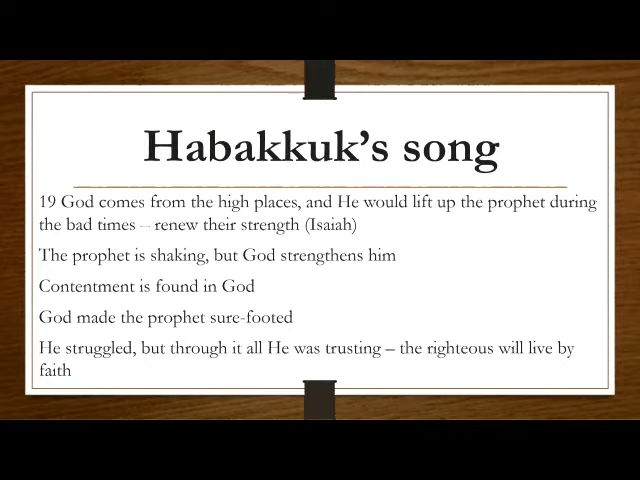 Habakkuk's song
19 God comes from the high places, and He would lift up the prophet during
the bad times – renew their strength (Isaiah)
The prophet is shaking, but God strengthens him
Contentment is found in God
God made the prophet sure-footed
He struggled, but through it all He was trusting – the righteous will live by
faith